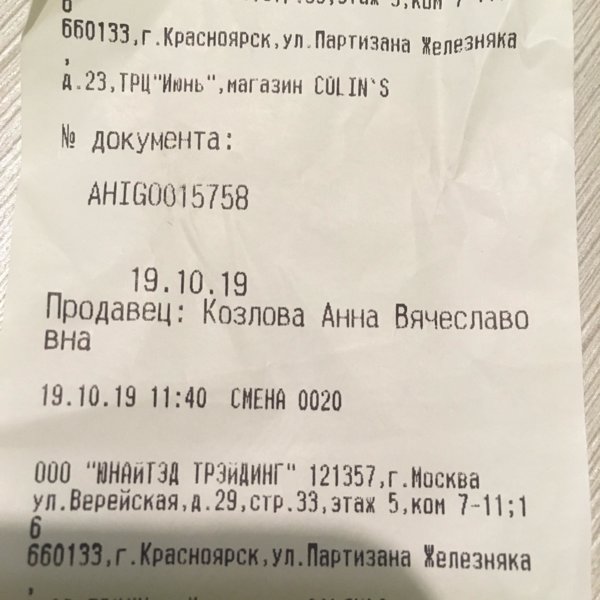 6
660133,г.Красноярск,ул.Партизана Железняка
,
д.23,ТРЦ"Июнь",магазин COLIN`S
№ документа:
AHIG0015758
19.10.19
Продавец: Козлова Анна Вячеславо
вна
19.10.19 11:40 СМЕНА 0020
ООО "ЮНАйТЭД ТРЭйДИНГ" 121357,г.Москва
ул.Верейская,д.29,стр.33,этаж 5,ком 7-11;1
6
660133,г.Красноярск,ул.Партизана Железняка
,